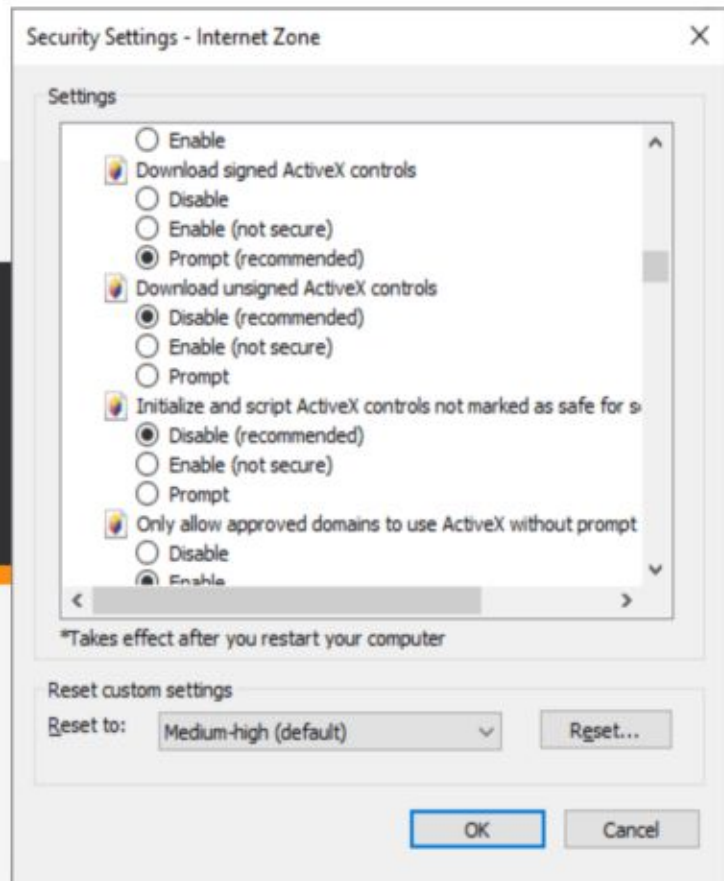 Security Settings - Internet Zone
Settings
Enable
Download signed ActiveX controls
Disable
Enable (not secure)
Prompt (recommended)
Download unsigned ActiveX controls
Disable (recommended)
Enable (not secure)
Prompt
Initialize and script ActiveX controls not marked as safe for s
Disable (recommended)
Enable (not secure)
Prompt
Only allow approved domains to use ActiveX without prompt
Disable
Enable
*Takes effect after you restart your computer
Reset custom settings
Reset to:
Medium-high (default)
Reset...
OK
Cancel